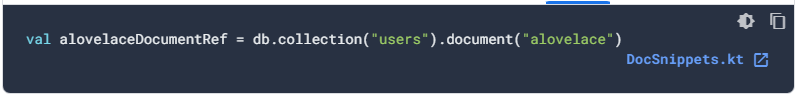 val alovelaceDocumentRef = db.collection("users").document("alovelace")
DocSnippets.kt